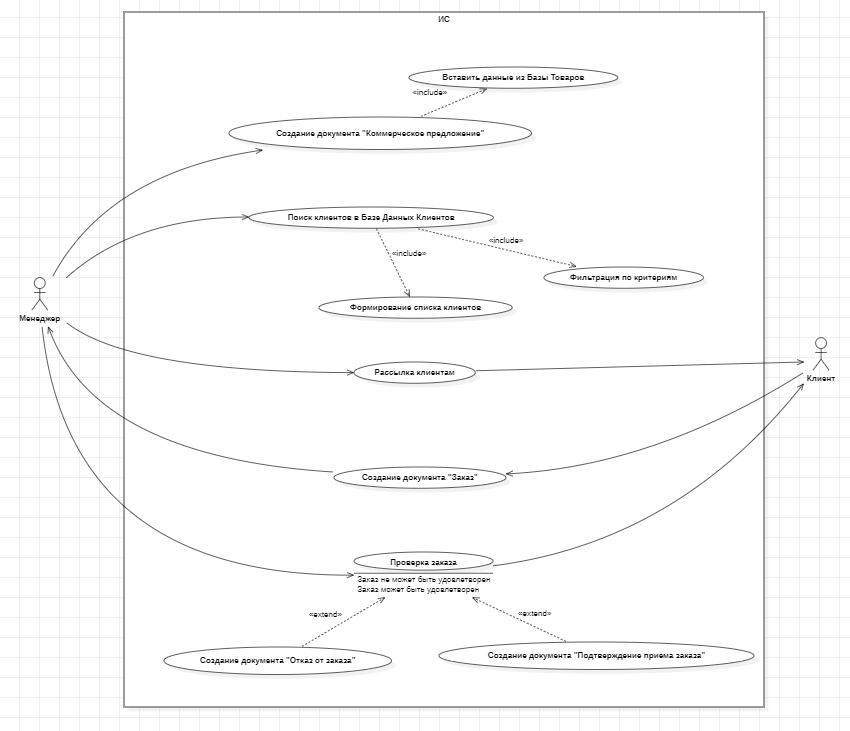 ИС
Вставить данные из Базы Товаров
«include»
Создание документа "Коммерческое предложение"
Поиск клиентов в Базе Данных Клиентов
«include»
«include»
Фильтрация по критериям
Формирование списка клиентов
Менеджер
Рассылка клиентам
Клиент
Создание документа "Заказ"
Проверка заказа
Заказ не может быть удовлетворен
Заказ может быть удовлетворен
«extend»
«extend»
Создание документа "Отказ от заказа"
Создание документа "Подтверждение приема заказа"